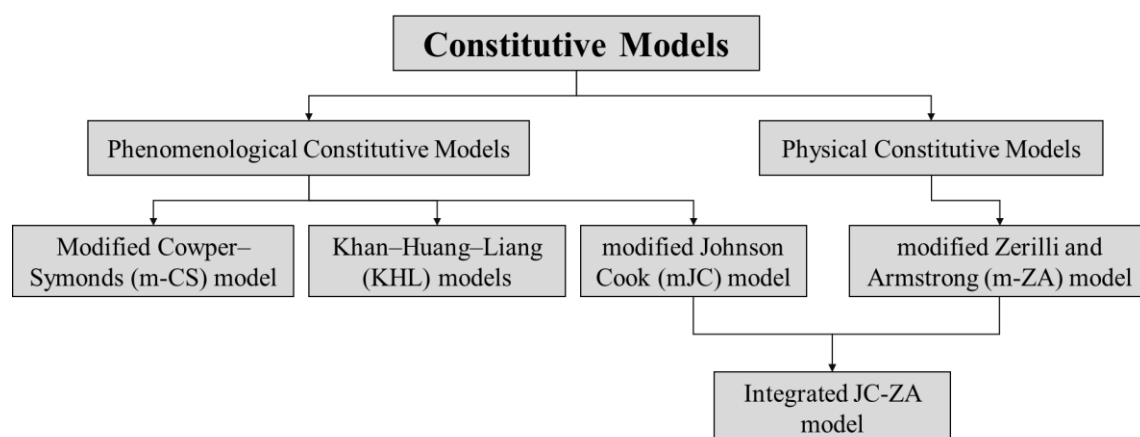 Constitutive Models
Phenomenological Constitutive Models
Physical Constitutive Models
Modified Cowper–
Symonds (m-CS) model
Khan–Huang–Liang
(KHL) models
modified Johnson
Cook (mJC) model
modified Zerilli and
Armstrong (m-ZA) model
Integrated JC-ZA
model